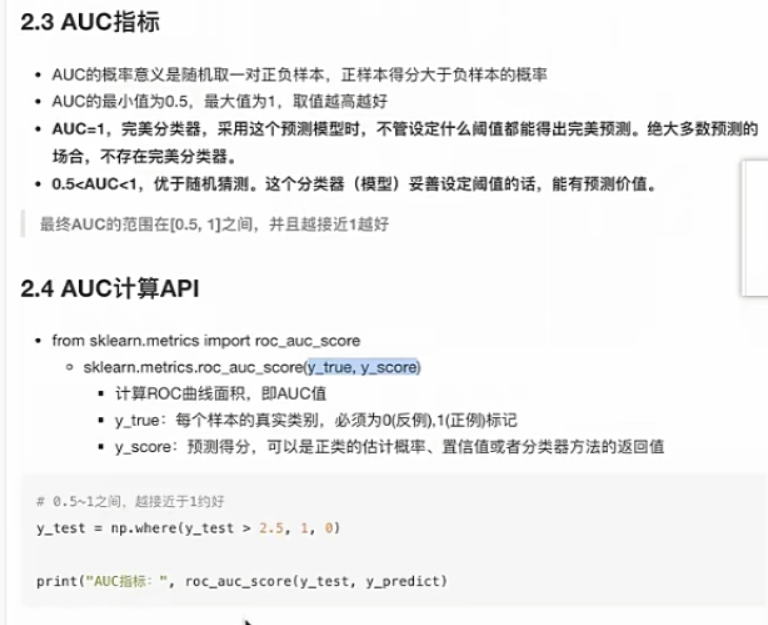 2.3 AUC指标
• AUC的概率意义是随机取一对正负样本，正样本得分大于负样本的概率
• AUC的最小值为0.5，最大值为1，取值越高越好
• AUC=1，完美分类器，采用这个预测模型时，不管设定什么阈值都能得出完美预测。绝大多数预测的
场合，不存在完美分类器。
• 0.5<AUC<1，优于随机猜测。这个分类器（模型）妥善设定阈值的话，能有预测价值。
最终AUC的范围在[0.5, 1]之间，并且越接近1越好
2.4 AUC计算API
• from sklearn.metrics import roc_auc_score
◦ sklearn.metrics.roc_auc_score(y_true, y_score)
▪ 计算ROC曲线面积，即AUC值
▪ y_true：每个样本的真实类别，必须为0(反例),1(正例)标记
▪ y_score：预测得分，可以是正类的估计概率、置信值或者分类器方法的返回值
# 0.5~1之间，越接近于1约好
y_test = np.where(y_test > 2.5, 1, 0)
print("AUC指标：", roc_auc_score(y_test, y_predict)